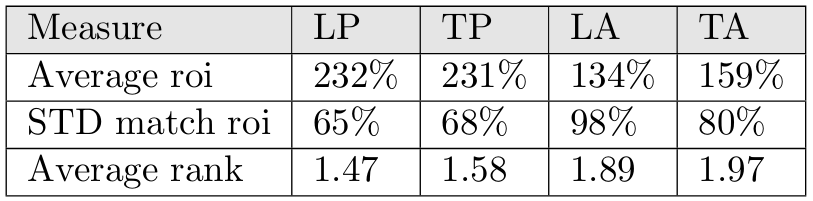 Measure LP TP LA TA
Average roi 232% 231% 134% 159%
STD match roi 65% 68% 98% 80%
Average rank 1.47 1.58 1.89 1.97